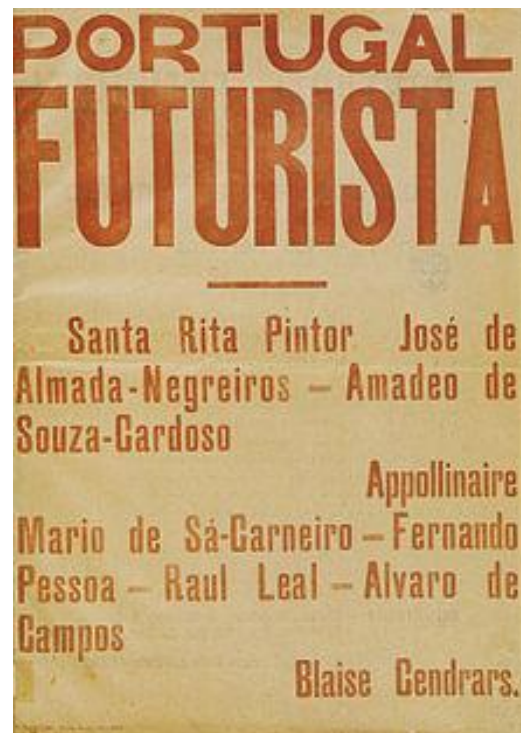 PORTUGAL
FUTURISTA
Santa Rita Pintor José de
Almada-Negreiros – Amadeo de
Souza-Cardoso
Appollinaire
Mario de Sá-Carneiro – Fernando
Pessoa – Raul Leal – Alvaro de
Campos
Blaise Cendrars.